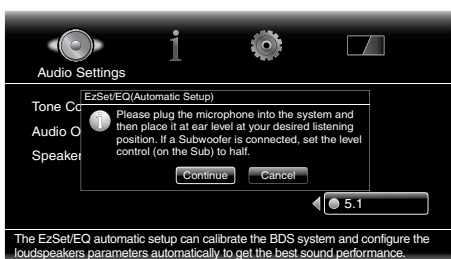 Audio Settings
EzSet/EQ(Automatic Setup)
Tone Co
Please plug the microphone into the system and
then place it at ear level at your desired listening
Audio O
position. If a Subwoofer is connected, set the level
Speaker
control (on the Sub) to half.
Continue Cancel
5.1
The EzSet/EQ automatic setup can calibrate the BDS system and configure the
loudspeakers parameters automatically to get the best sound performance.